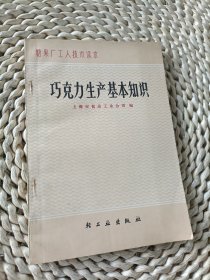 糖果厂工人技术读本
巧克力生产基本知识
上海市食品工业公司 编
轻工业出版社